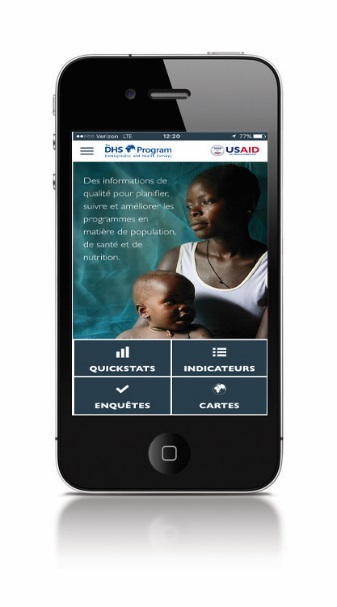 Verizon LTE 12:20 77%
The DHS Program USAID
Demographic and Health Surveys
Des informations de
qualité pour planifier,
suivre et améliorer les
programmes en
matière de population,
de santé et de
nutrition.
QUICKSTATS INDICATEURS
ENQUÊTES CARTES